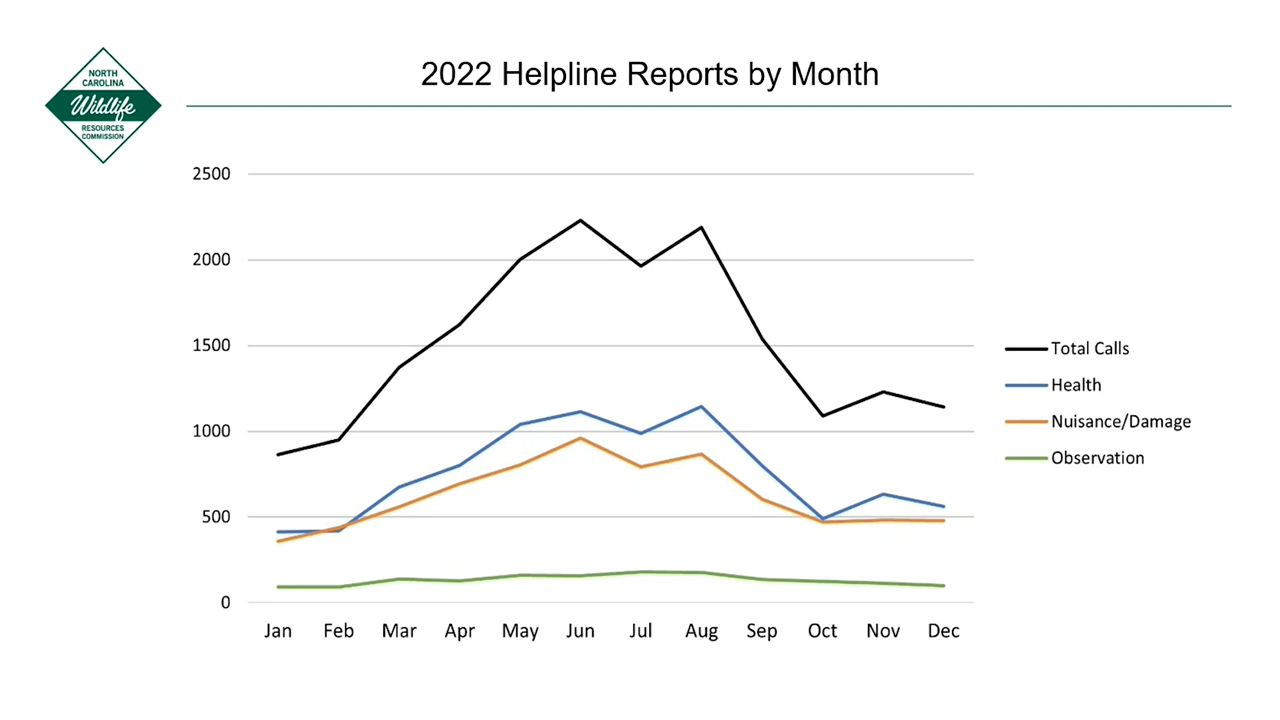 NORTH
CAROLINA
Wildlife
RESOURCES
COMMISSION
2022 Helpline Reports by Month
2500
2000
1500
1000
500
0
Jan Feb Mar Apr May Jun Jul Aug Sep Oct Nov Dec
Total Calls
Health
Nuisance/Damage
Observation